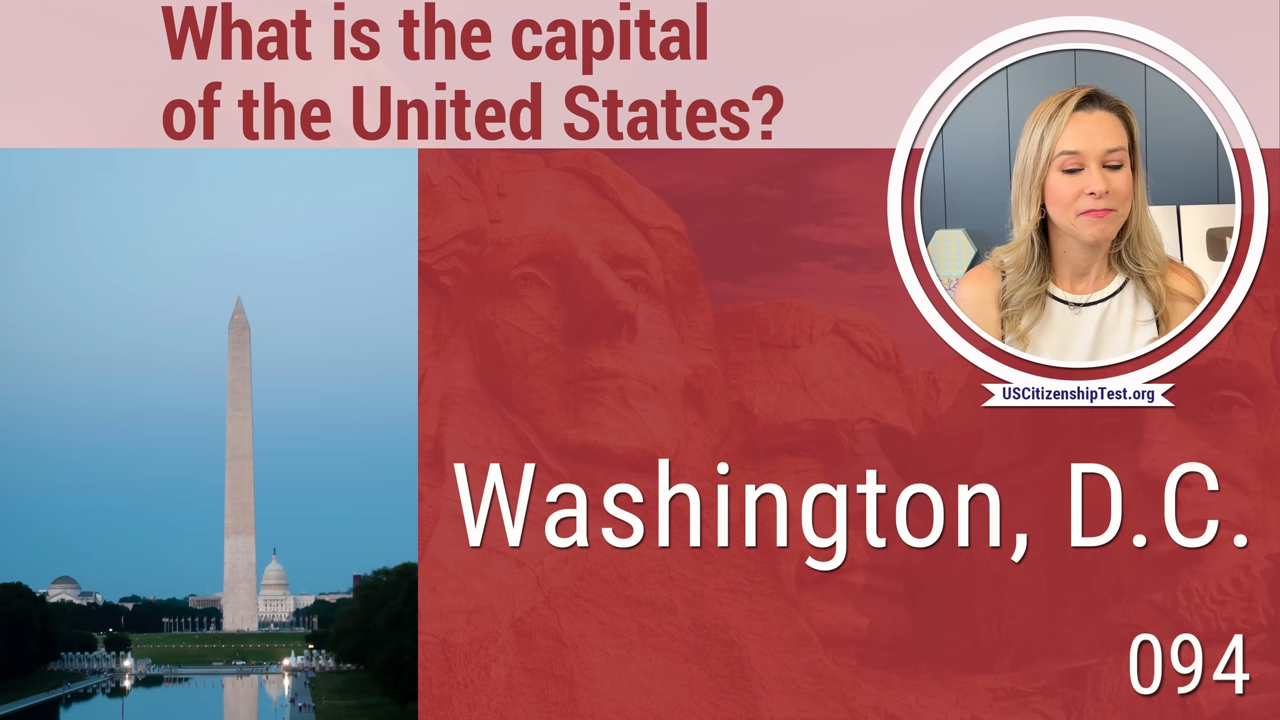 What is the capital
of the United States?
USCitizenshipTest.org
Washington, D.C.
094